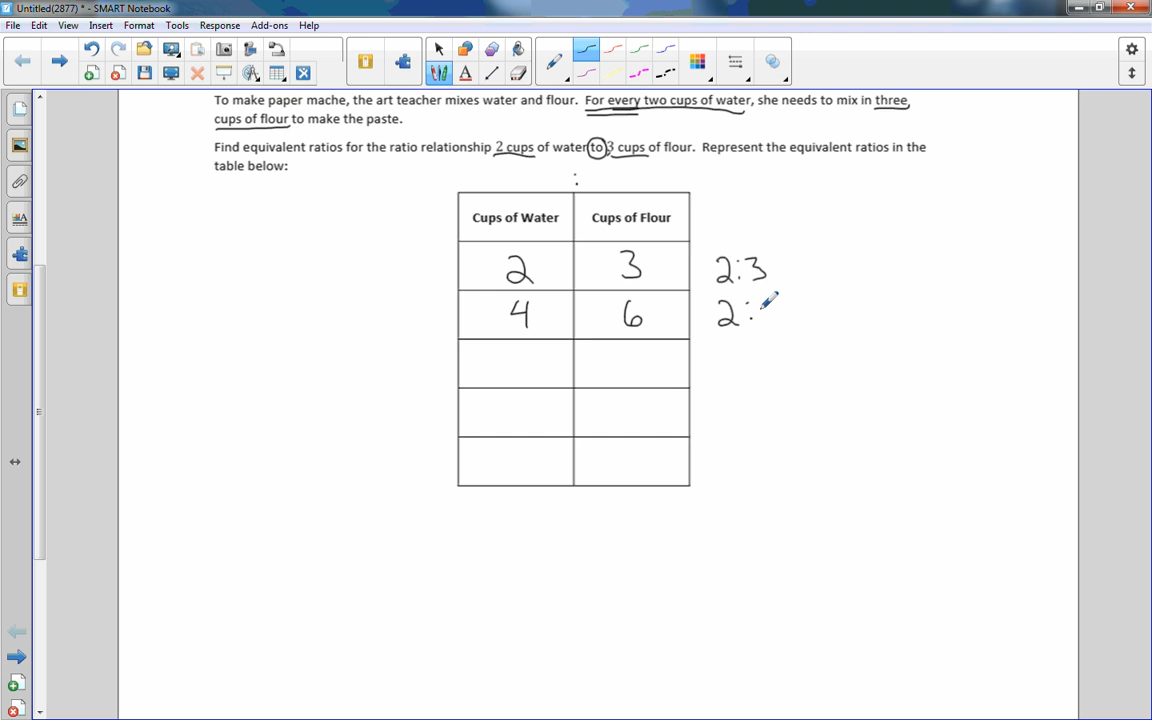 Untitled(2877) * - SMART Notebook
File Edit View Insert Format Tools Response Add-ons Help
To make paper mache, the art teacher mixes water and flour. For every two cups of water, she needs to mix in three
cups of flour to make the paste.
Find equivalent ratios for the ratio relationship 2 cups of water to 3 cups of flour. Represent the equivalent ratios in the
table below:
:
Cups of Water Cups of Flour
2 3 2:3
4 6 2: